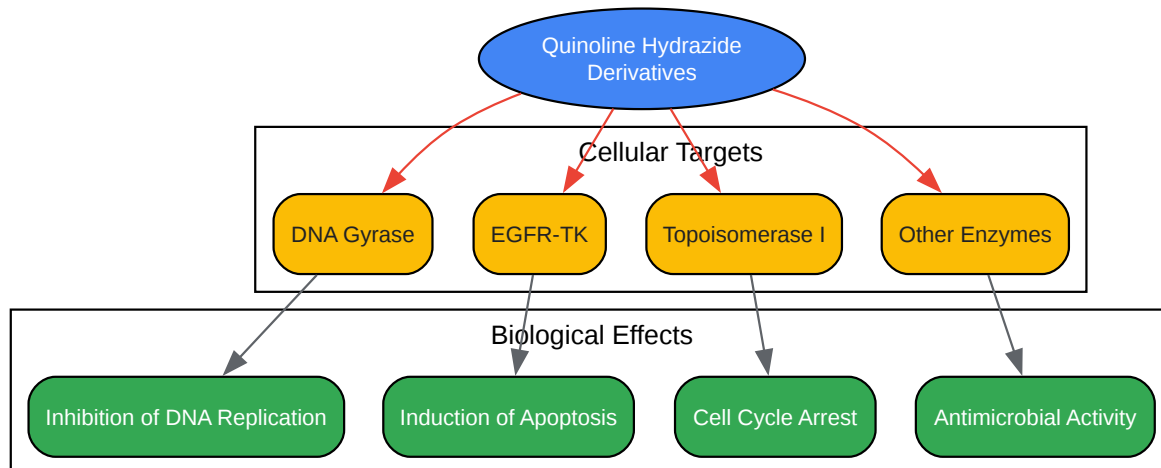 Quinoline Hydrazide
Derivatives
Cellular Targets
DNA Gyrase
EGFR-TK
Topoisomerase I
Other Enzymes
Biological Effects
Inhibition of DNA Replication
Induction of Apoptosis
Cell Cycle Arrest
Antimicrobial Activity